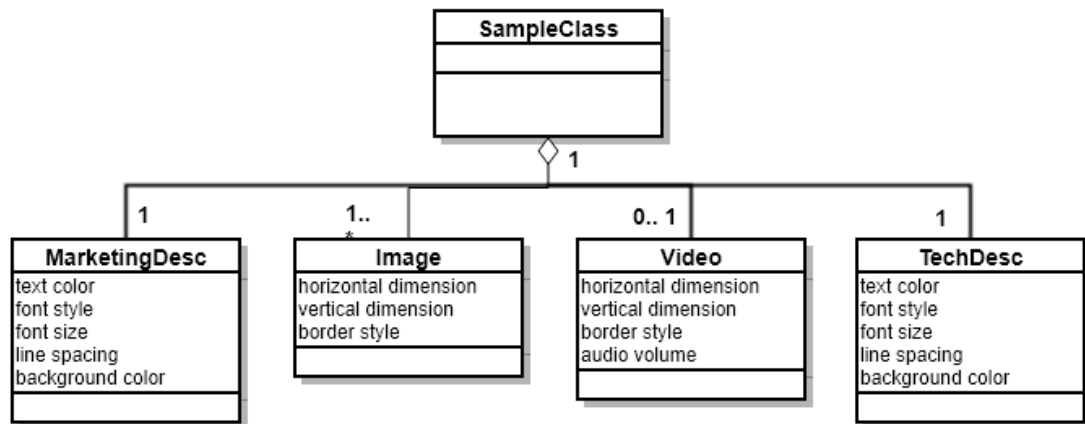 SampleClass
1
1
1..
*
0.. 1
1
MarketingDesc
text color
font style
font size
line spacing
background color
Image
horizontal dimension
vertical dimension
border style
Video
horizontal dimension
vertical dimension
border style
audio volume
TechDesc
text color
font style
font size
line spacing
background color